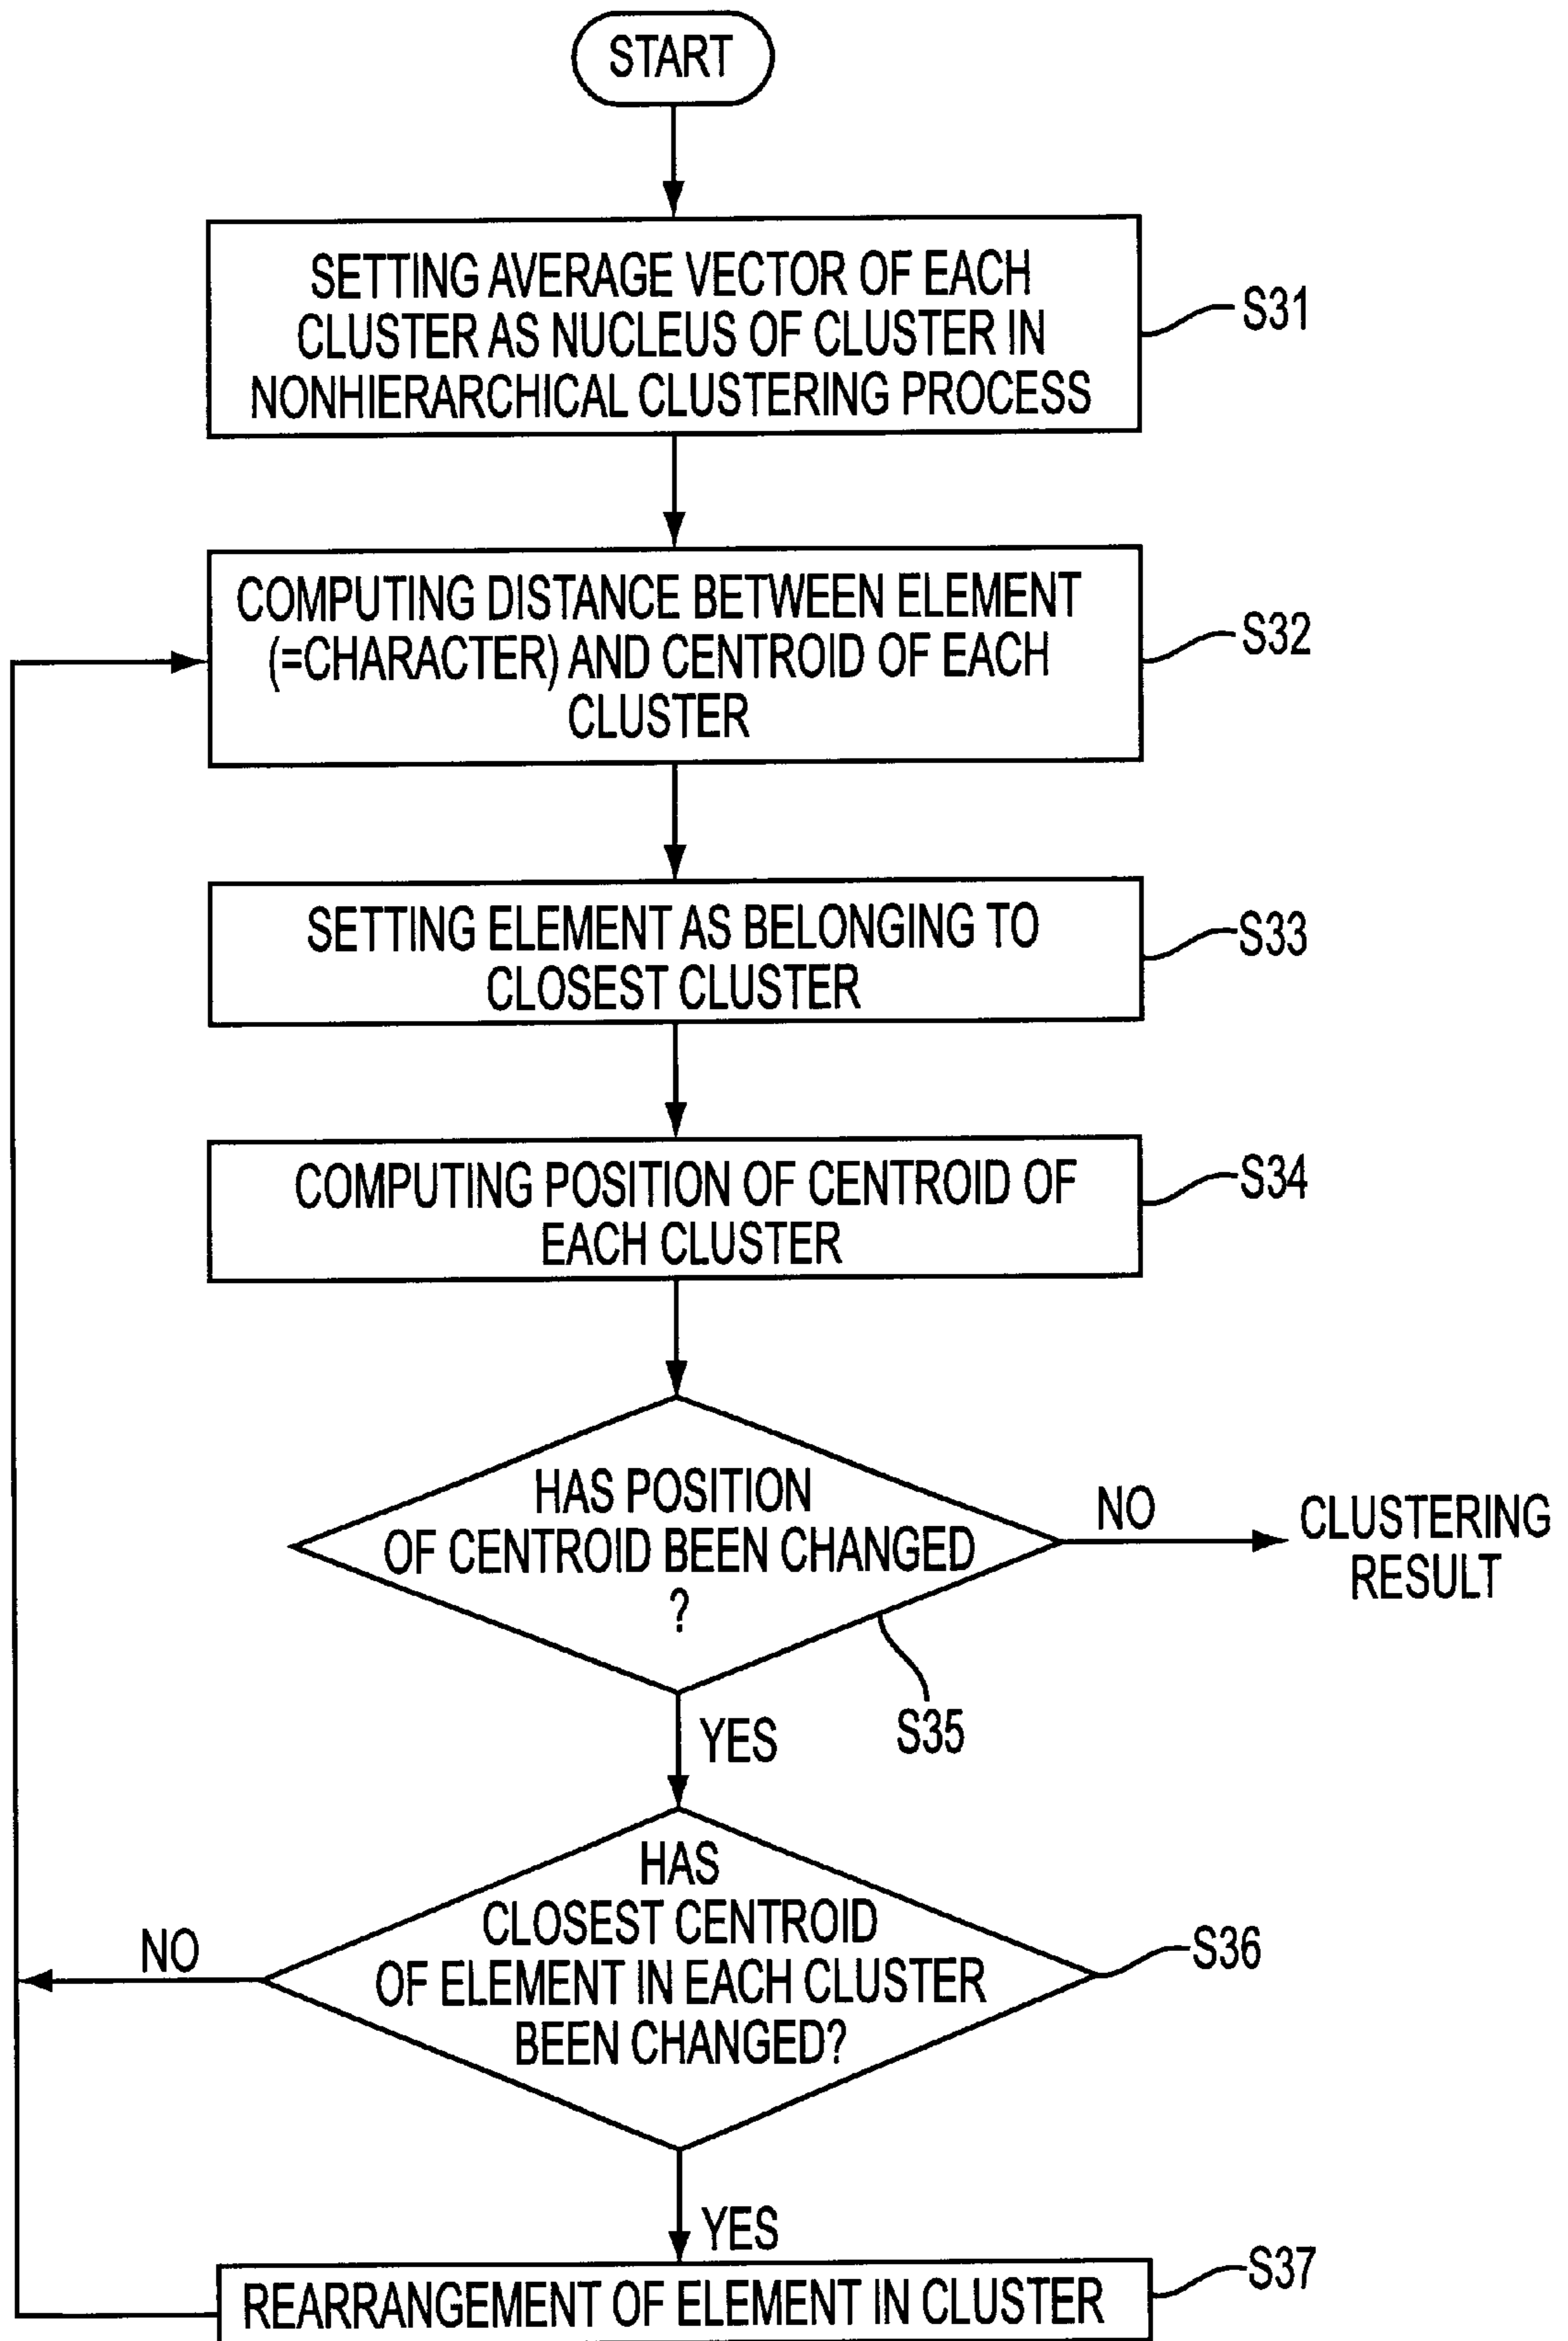 START
SETTING AVERAGE VECTOR OF EACH
CLUSTER AS NUCLEUS OF CLUSTER IN
NONHIERARCHICAL CLUSTERING PROCESS
S31
COMPUTING DISTANCE BETWEEN ELEMENT
(=CHARACTER) AND CENTROID OF EACH
CLUSTER
S32
SETTING ELEMENT AS BELONGING TO
CLOSEST CLUSTER
S33
COMPUTING POSITION OF CENTROID OF
EACH CLUSTER
S34
HAS POSITION
OF CENTROID BEEN CHANGED
?
NO
CLUSTERING
RESULT
S35
YES
HAS
CLOSEST CENTROID
OF ELEMENT IN EACH CLUSTER
BEEN CHANGED?
NO
S36
YES
REARRANGEMENT OF ELEMENT IN CLUSTER
S37